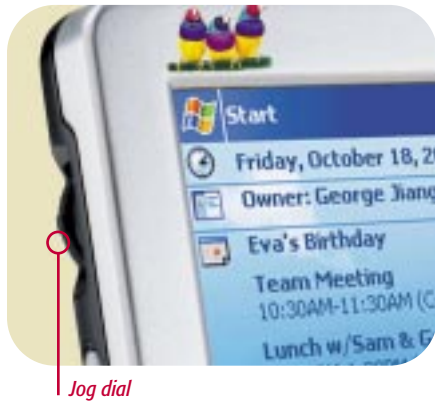 Start
Friday, October 18, 2
Owner: George Jiang
Eva's Birthday
Team Meeting
10:30AM-11:30AM (C
Lunch w/Sam & G
Jog dial